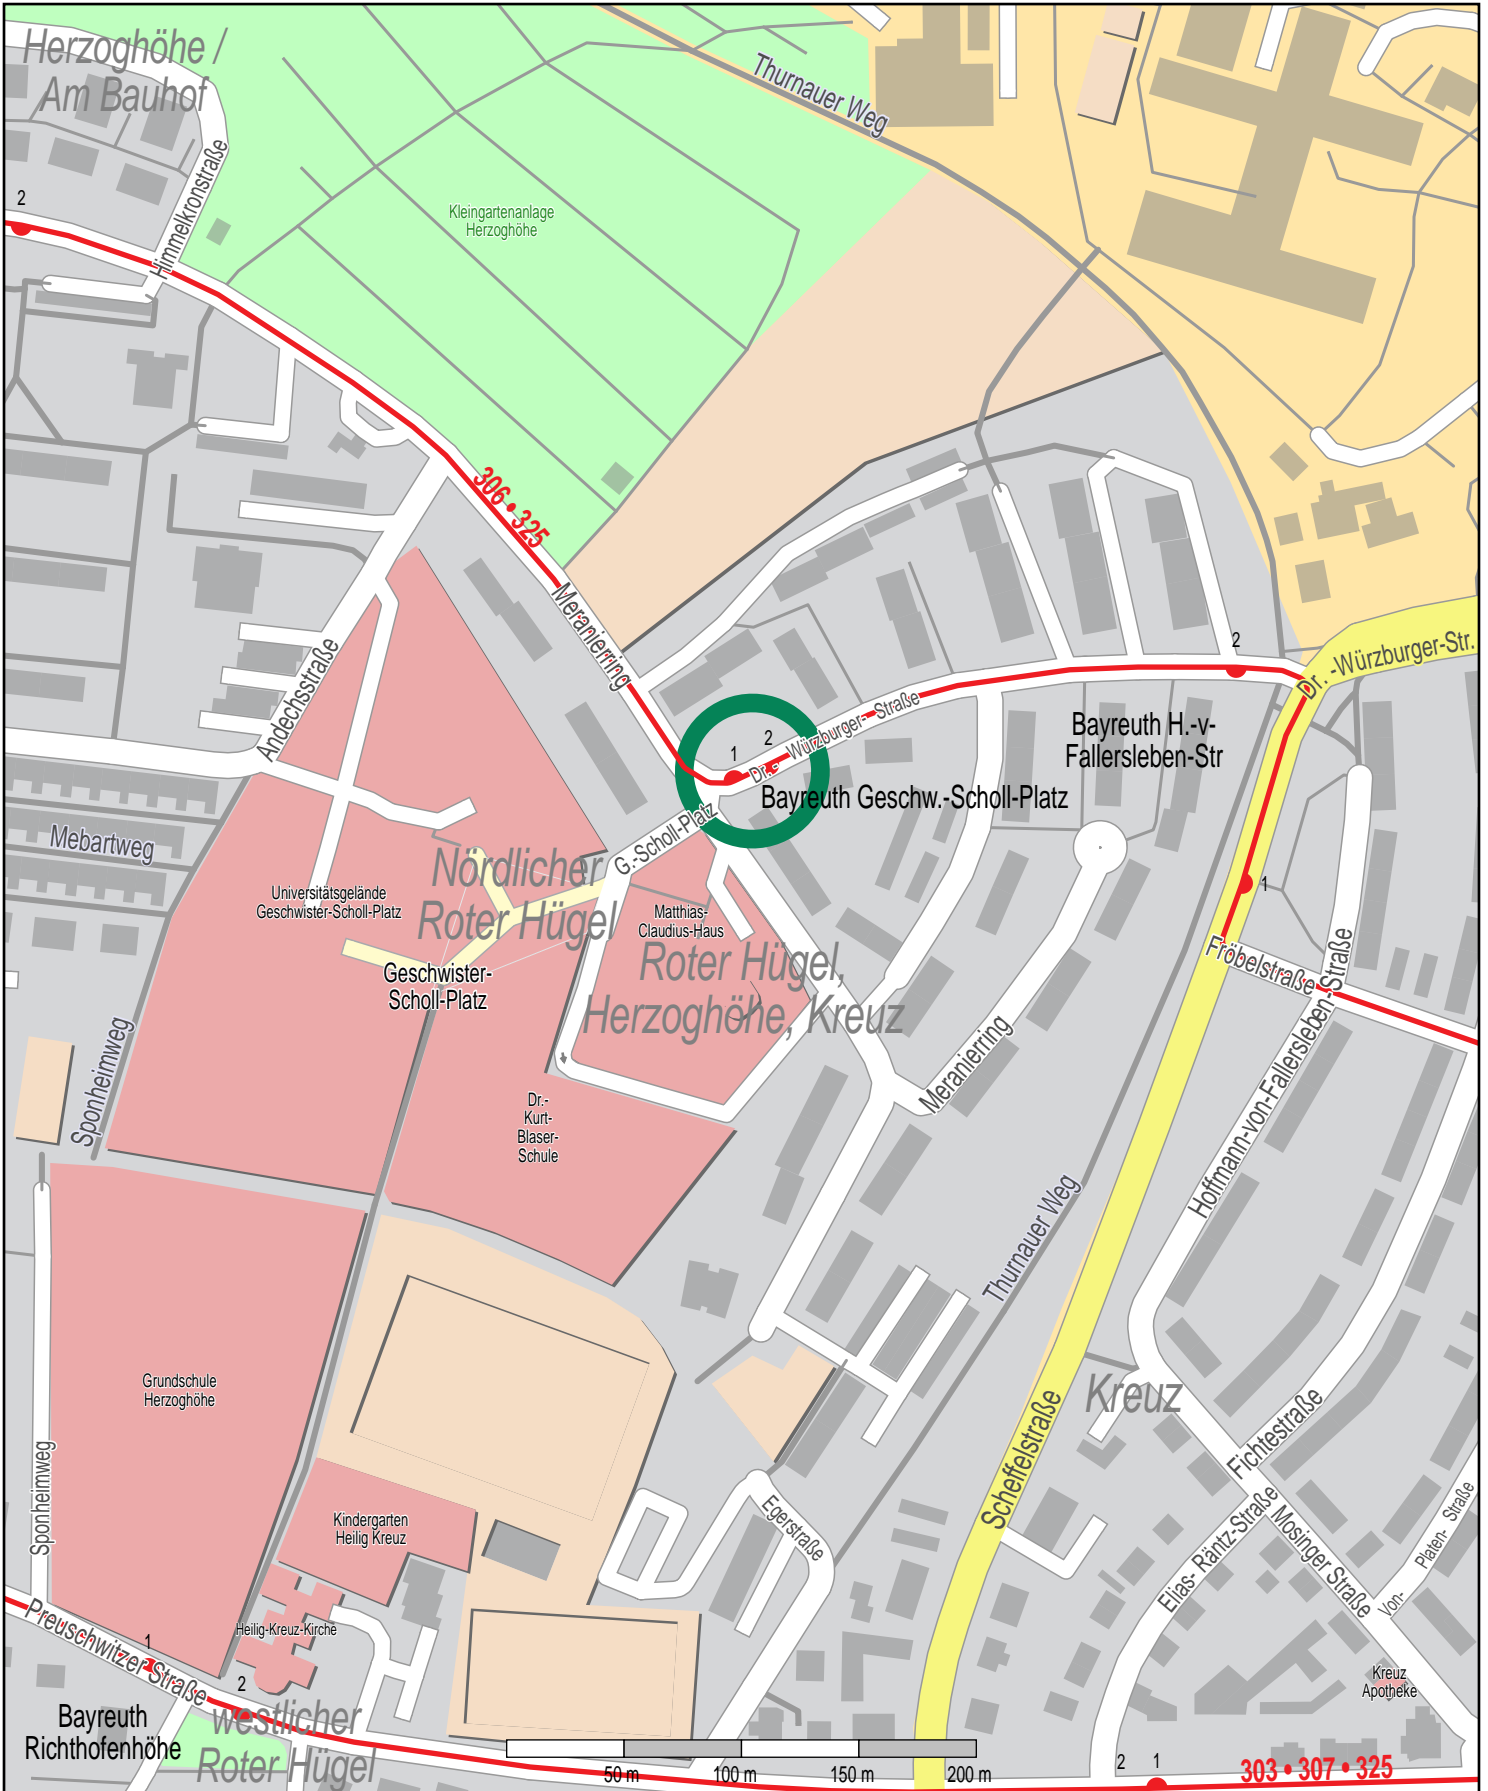 Herzoghöhe /
Am Bauhof
Thurnauer Weg
Himmelkronstraße
2
Kleingartenanlage
Herzoghöhe
306 • 325
Meranierring
Andechsstraße
2
Dr. -Würzburger-Str.
Dr.- Würzburger- Straße
1
2
Bayreuth H.-v-
Fallersleben-Str
Bayreuth Geschw.-Scholl-Platz
G.-Scholl-Platz
Mebartweg
Nördlicher
Roter Hügel
Universitätsgelände
Geschwister-Scholl-Platz
Matthias-
Claudius-Haus
1
Roter Hügel,
Herzoghöhe, Kreuz
Geschwister-
Scholl-Platz
Fröbelstraße
Hoffmann-von-Fallersleben-Straße
Sponheimweg
Meranierring
Dr.-
Kurt-
Blaser-
Schule
Thurnauer Weg
Grundschule
Herzoghöhe
Kreuz
Scheffelstraße
Fichtestraße
Sponheimweg
Kindergarten
Heilig Kreuz
Egerstraße
Elias- Räntz-Straße
Mosinger Straße
Von- Platen- Straße
Preuschwitzer Straße
1
2
Heilig-Kreuz-Kirche
Kreuz
Apotheke
Bayreuth
Richthofenhöhe
westlicher
Roter Hügel
50 m
100 m
150 m
200 m
2
1
303 • 307 • 325